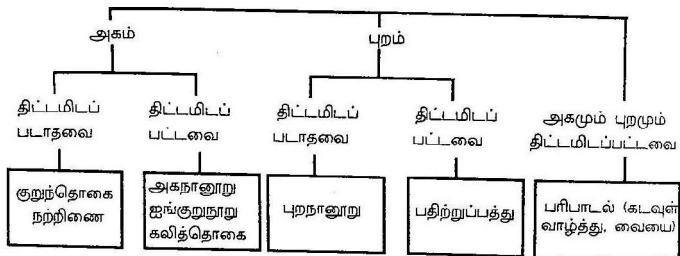 அகம்
புறம்
திட்டமிடப்
படாதவை
திட்டமிடப்
பட்டவை
திட்டமிடப்
படாதவை
திட்டமிடப்
பட்டவை
அகமும் புறமும்
திட்டமிடப்பட்டவை
குறுந்தொகை
நற்றிணை
அகநானூறு
ஐங்குறுநூறு
கலித்தொகை
புறநானூறு
பதிற்றுப்பத்து
பரிபாடல் (கடவுள்
வாழ்த்து, வையை)